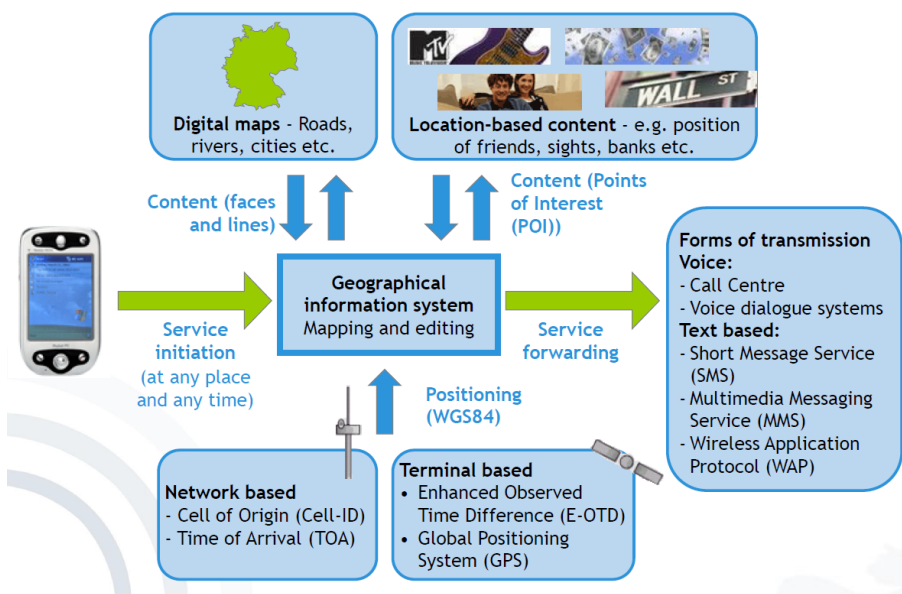 MTV
MUSIC TELEVISION
WALL ST
Digital maps - Roads,
rivers, cities etc.
Location-based content - e.g. position
of friends, sights, banks etc.
Content (faces
and lines)
Content (Points
of Interest
(POI))
Geographical
information system
Mapping and editing
Service
initiation
(at any place
and any time)
Service
forwarding
Forms of transmission
Voice:
- Call Centre
- Voice dialogue systems
Text based:
- Short Message Service
(SMS)
- Multimedia Messaging
Service (MMS)
- Wireless Application
Protocol (WAP)
Positioning
(WGS84)
Network based
- Cell of Origin (Cell-ID)
- Time of Arrival (TOA)
Terminal based
• Enhanced Observed
Time Difference (E-OTD)
• Global Positioning
System (GPS)